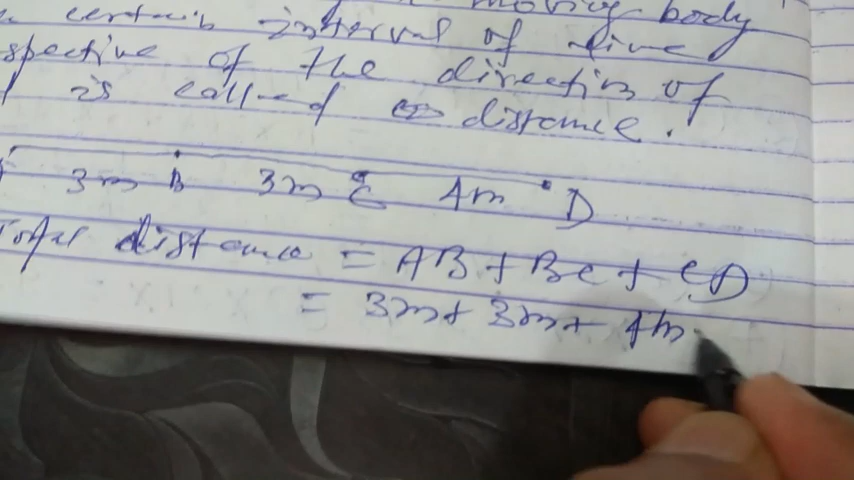 moving body
certain interval of time
spective of the direction of
is called as distance.
3m B 3m C 4m D
Total distance = AB + BC + CD
= 3m + 3m + 4m